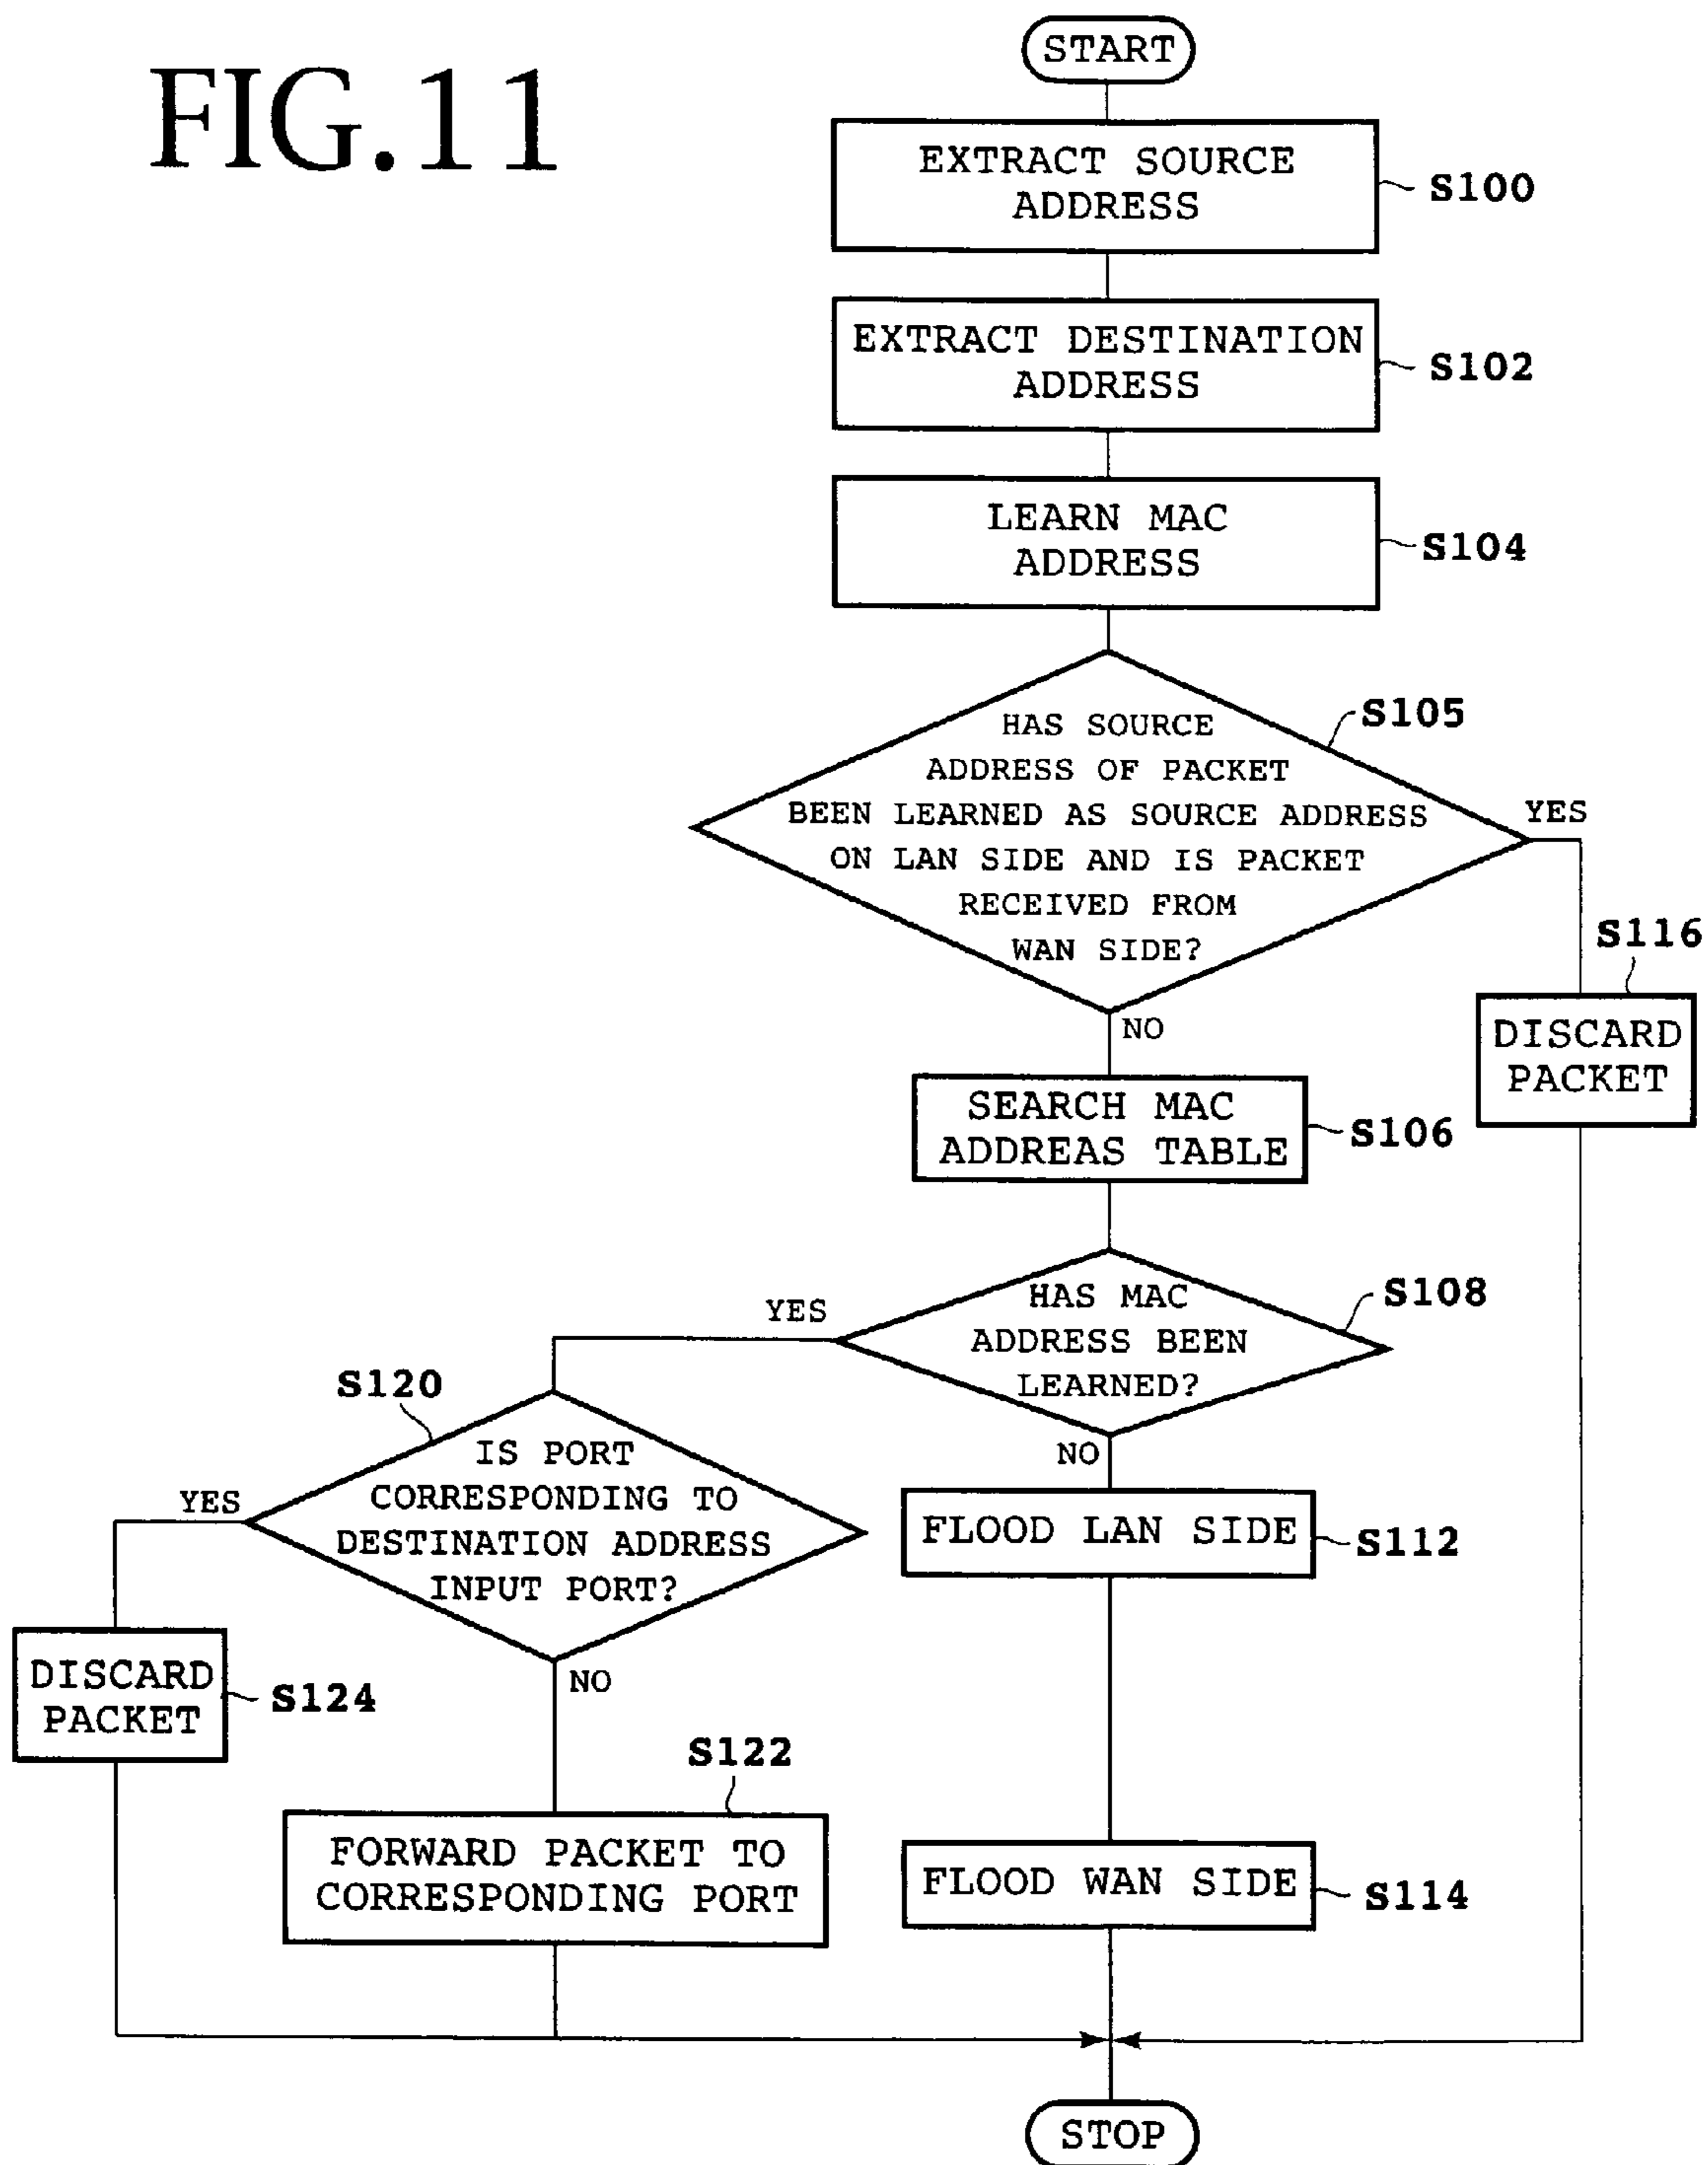 FIG.11
START
EXTRACT SOURCE
ADDRESS
S100
EXTRACT DESTINATION
ADDRESS
S102
LEARN MAC
ADDRESS
S104
HAS SOURCE
ADDRESS OF PACKET
BEEN LEARNED AS SOURCE ADDRESS
ON LAN SIDE AND IS PACKET
RECEIVED FROM
WAN SIDE?
S105
YES
NO
S116
DISCARD
PACKET
SEARCH MAC
ADDREAS TABLE
S106
HAS MAC
ADDRESS BEEN
LEARNED?
S108
YES
NO
S120
IS PORT
CORRESPONDING TO
DESTINATION ADDRESS
INPUT PORT?
YES
NO
FLOOD LAN SIDE
S112
DISCARD
PACKET
S124
S122
FORWARD PACKET TO
CORRESPONDING PORT
FLOOD WAN SIDE
S114
STOP